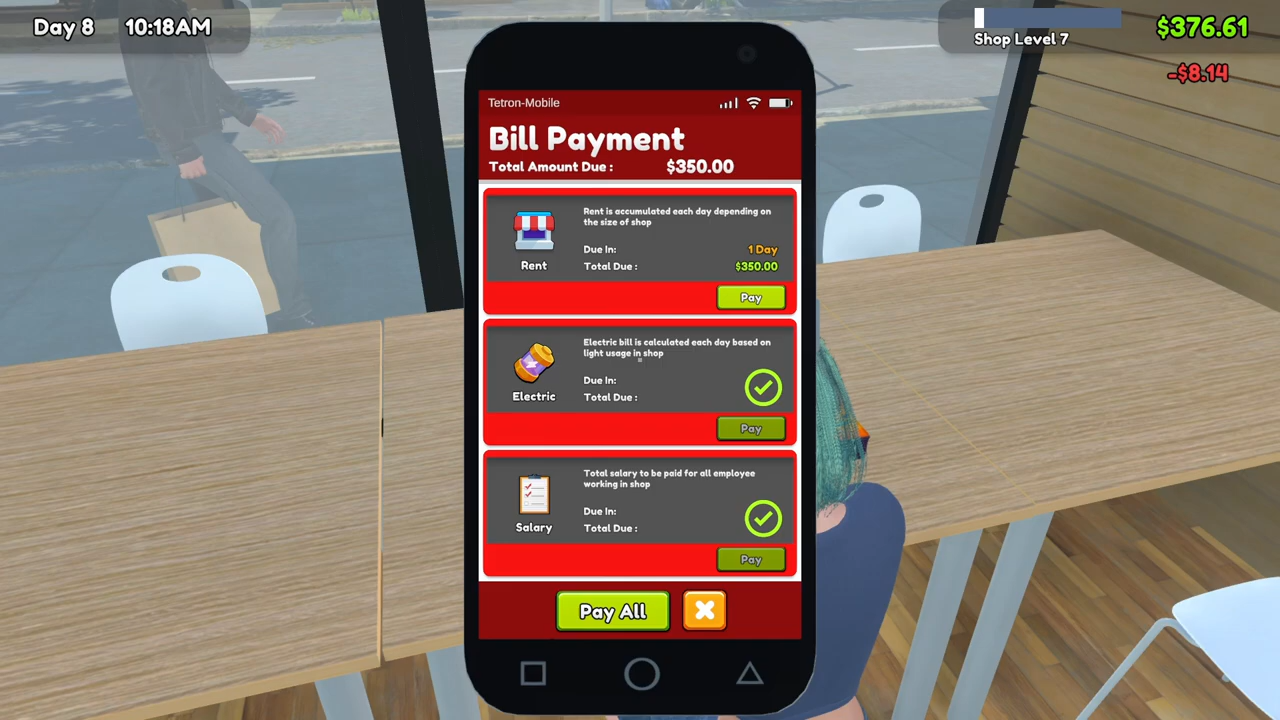 Day 8 10:18AM
Shop Level 7
$376.61
-$8.14
Tetron-Mobile
Bill Payment
Total Amount Due : $350.00
Rent is accumulated each day depending on
the size of shop
Due In: 1 Day
Total Due : $350.00
Rent
Pay
Electric bill is calculated each day based on
light usage in shop
Due In:
Total Due :
Electric
Pay
Total salary to be paid for all employee
working in shop
Due In:
Total Due :
Salary
Pay
Pay All